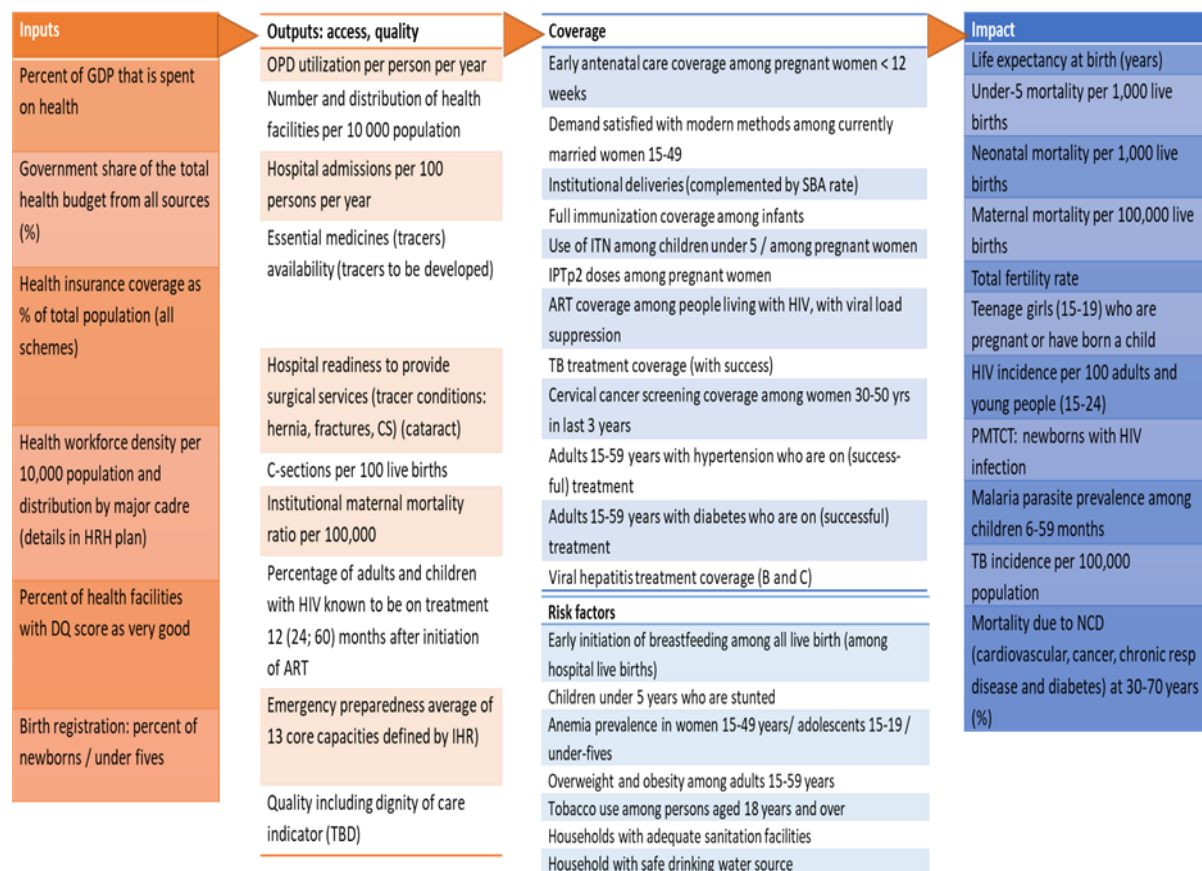 Inputs
Percent of GDP that is spent
on health
Government share of the total
health budget from all sources
(%)
Health insurance coverage as
% of total population (all
schemes)
Health workforce density per
10,000 population and
distribution by major cadre
(details in HRH plan)
Percent of health facilities
with DQ score as very good
Birth registration: percent of
newborns / under fives
Outputs: access, quality
OPD utilization per person per year
Number and distribution of health
facilities per 10 000 population
Hospital admissions per 100
persons per year
Essential medicines (tracers)
availability (tracers to be developed)
Hospital readiness to provide
surgical services (tracer conditions:
hernia, fractures, CS) (cataract)
C-sections per 100 live births
Institutional maternal mortality
ratio per 100,000
Percentage of adults and children
with HIV known to be on treatment
12 (24; 60) months after initiation
of ART
Emergency preparedness average of
13 core capacities defined by IHR)
Quality including dignity of care
indicator (TBD)
Coverage
Early antenatal care coverage among pregnant women < 12
weeks
Demand satisfied with modern methods among currently
married women 15-49
Institutional deliveries (complemented by SBA rate)
Full immunization coverage among infants
Use of ITN among children under 5 / among pregnant women
IPTp2 doses among pregnant women
ART coverage among people living with HIV, with viral load
suppression
TB treatment coverage (with success)
Cervical cancer screening coverage among women 30-50 yrs
in last 3 years
Adults 15-59 years with hypertension who are on (success-
ful) treatment
Adults 15-59 years with diabetes who are on (successful)
treatment
Viral hepatitis treatment coverage (B and C)
Risk factors
Early initiation of breastfeeding among all live birth (among
hospital live births)
Children under 5 years who are stunted
Anemia prevalence in women 15-49 years/ adolescents 15-19 /
under-fives
Overweight and obesity among adults 15-59 years
Tobacco use among persons aged 18 years and over
Households with adequate sanitation facilities
Household with safe drinking water source
Impact
Life expectancy at birth (years)
Under-5 mortality per 1,000 live
births
Neonatal mortality per 1,000 live
births
Maternal mortality per 100,000 live
births
Total fertility rate
Teenage girls (15-19) who are
pregnant or have born a child
HIV incidence per 100 adults and
young people (15-24)
PMTCT: newborns with HIV
infection
Malaria parasite prevalence among
children 6-59 months
TB incidence per 100,000
population
Mortality due to NCD
(cardiovascular, cancer, chronic resp
disease and diabetes) at 30-70 years
(%)